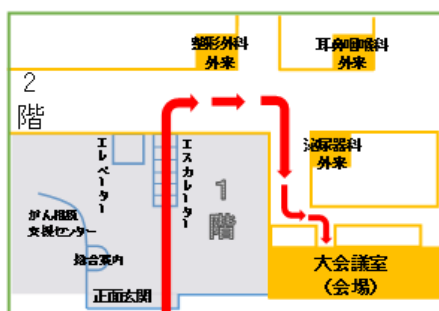 整形外科
外来
耳鼻咽喉科
外来
2
階
泌尿器科
外来
エレベーター
エスカレーター
1
階
がん相談
支援センター
総合案内
正面玄関
大会議室
(会場)